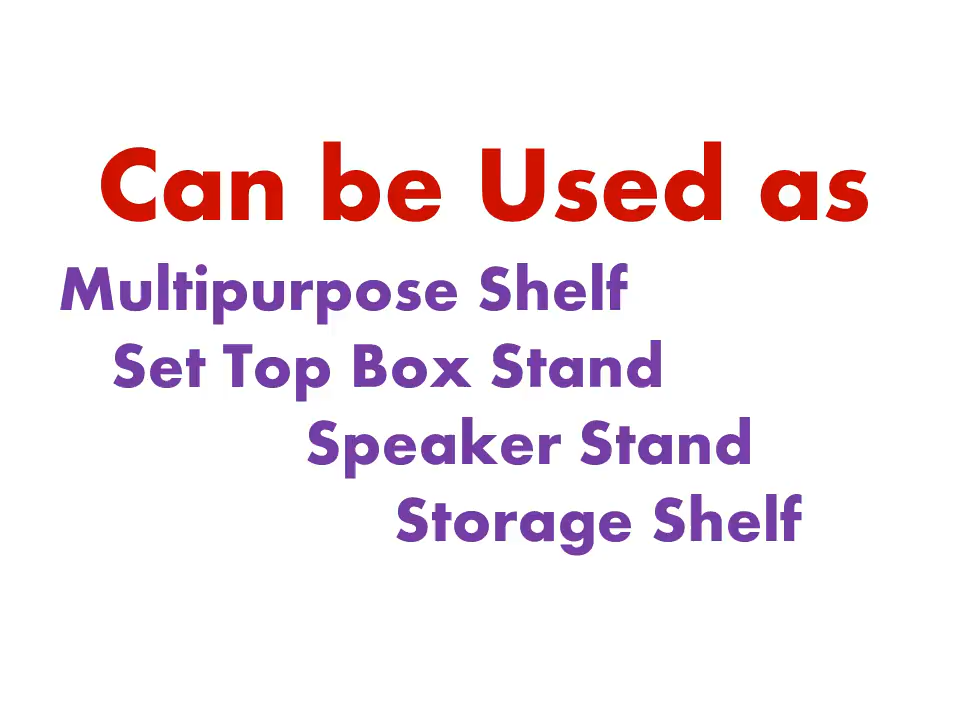 Can be Used as
Multipurpose Shelf
Set Top Box Stand
Speaker Stand
Storage Shelf